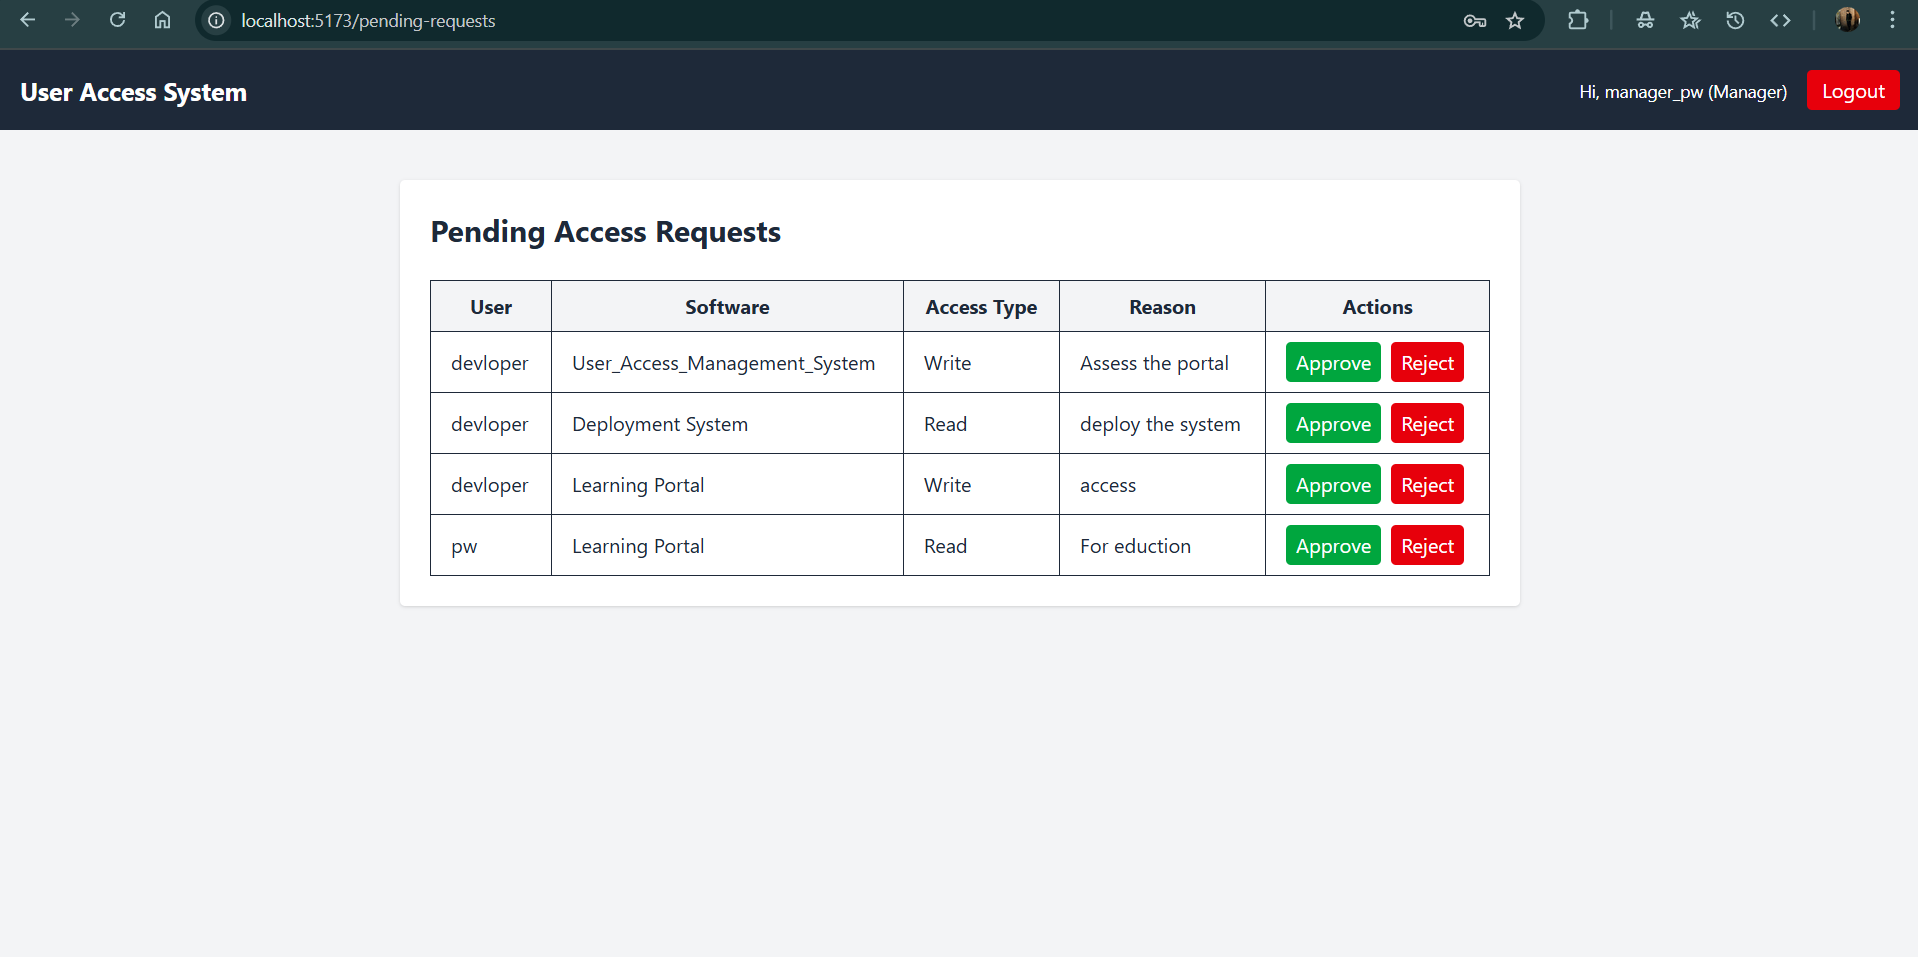 localhost:5173/pending-requests
User Access System
Hi, manager_pw (Manager) Logout
Pending Access Requests
User Software Access Type Reason Actions
devloper User_Access_Management_System Write Assess the portal Approve Reject
devloper Deployment System Read deploy the system Approve Reject
devloper Learning Portal Write access Approve Reject
pw Learning Portal Read For eduction Approve Reject